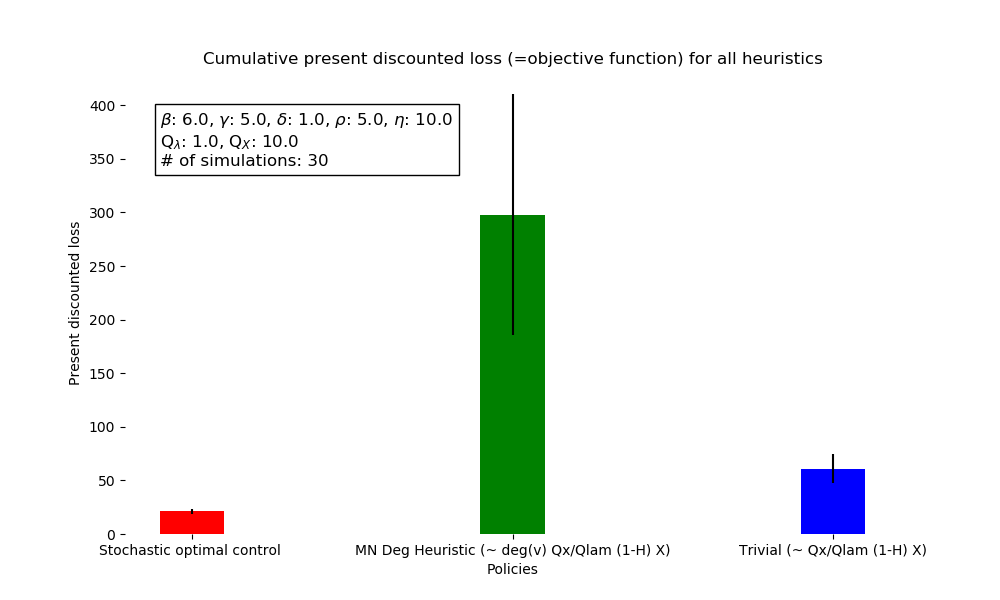 Cumulative present discounted loss (=objective function) for all heuristics
β: 6.0, γ: 5.0, δ: 1.0, ρ: 5.0, η: 10.0
Qλ: 1.0, QX: 10.0
# of simulations: 30
Present discounted loss
400
350
300
250
200
150
100
50
0
Stochastic optimal control
MN Deg Heuristic (~ deg(v) Qx/Qlam (1-H) X)
Trivial (~ Qx/Qlam (1-H) X)
Policies